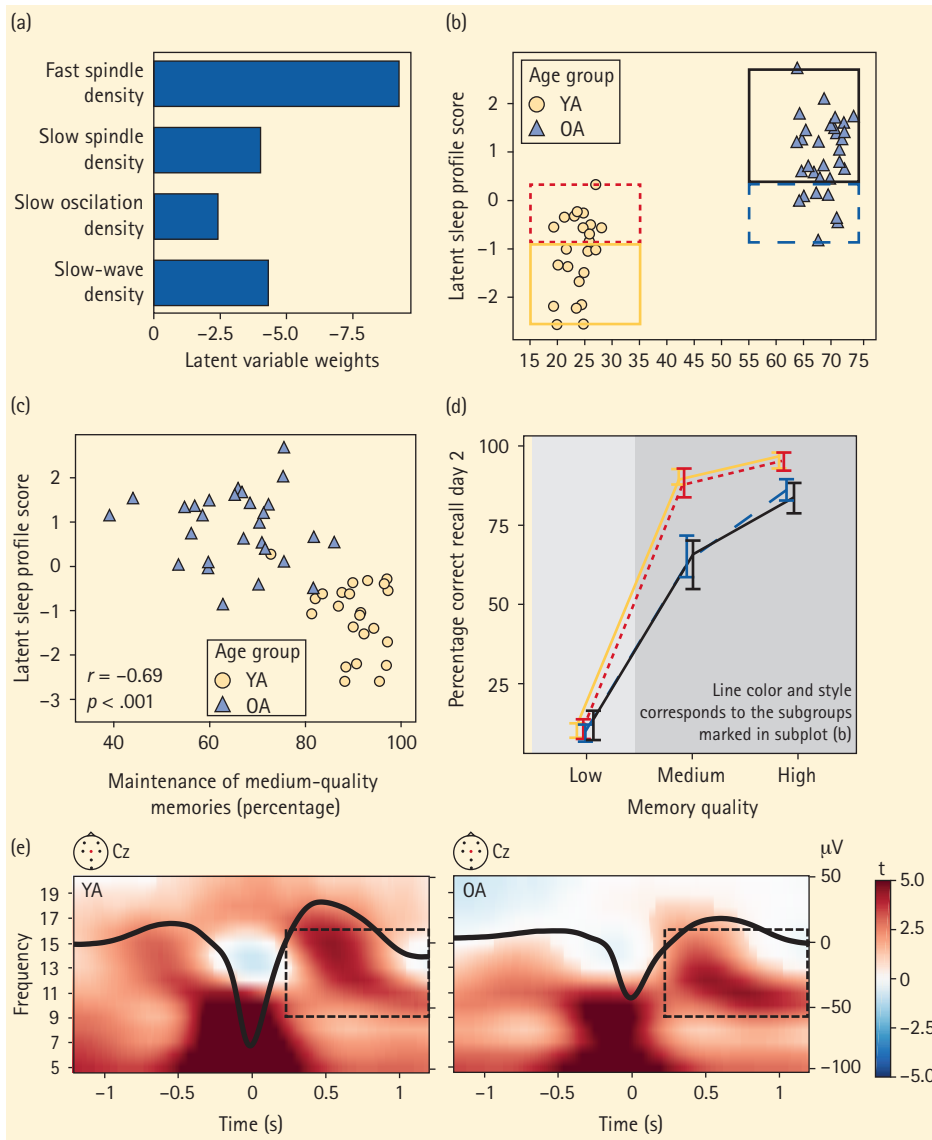 (a)
Fast spindle
density
Slow spindle
density
Slow oscilation
density
Slow-wave
density
0 −2.5 −5.0 −7.5
Latent variable weights
(b)
Age group
YA
OA
2
1
0
−1
−2
Latent sleep profile score
15 20 25 30 35 40 45 50 55 60 65 70 75
(c)
2
1
0
−1
−2
−3
Latent sleep profile score
Age group
YA
OA
r = −0.69
p < .001
40 60 80 100
Maintenance of medium-quality
memories (percentage)
(d)
100
75
50
25
Percentage correct recall day 2
Line color and style
corresponds to the subgroups
marked in subplot (b)
Low Medium High
Memory quality
(e)
Cz
YA
19
17
15
13
11
9
7
5
Frequency
−1 −0.5 0 0.5 1
Time (s)
Cz
OA
μV
50
0
−50
−100
−1 −0.5 0 0.5 1
Time (s)
t
5.0
2.5
0
−2.5
−5.0